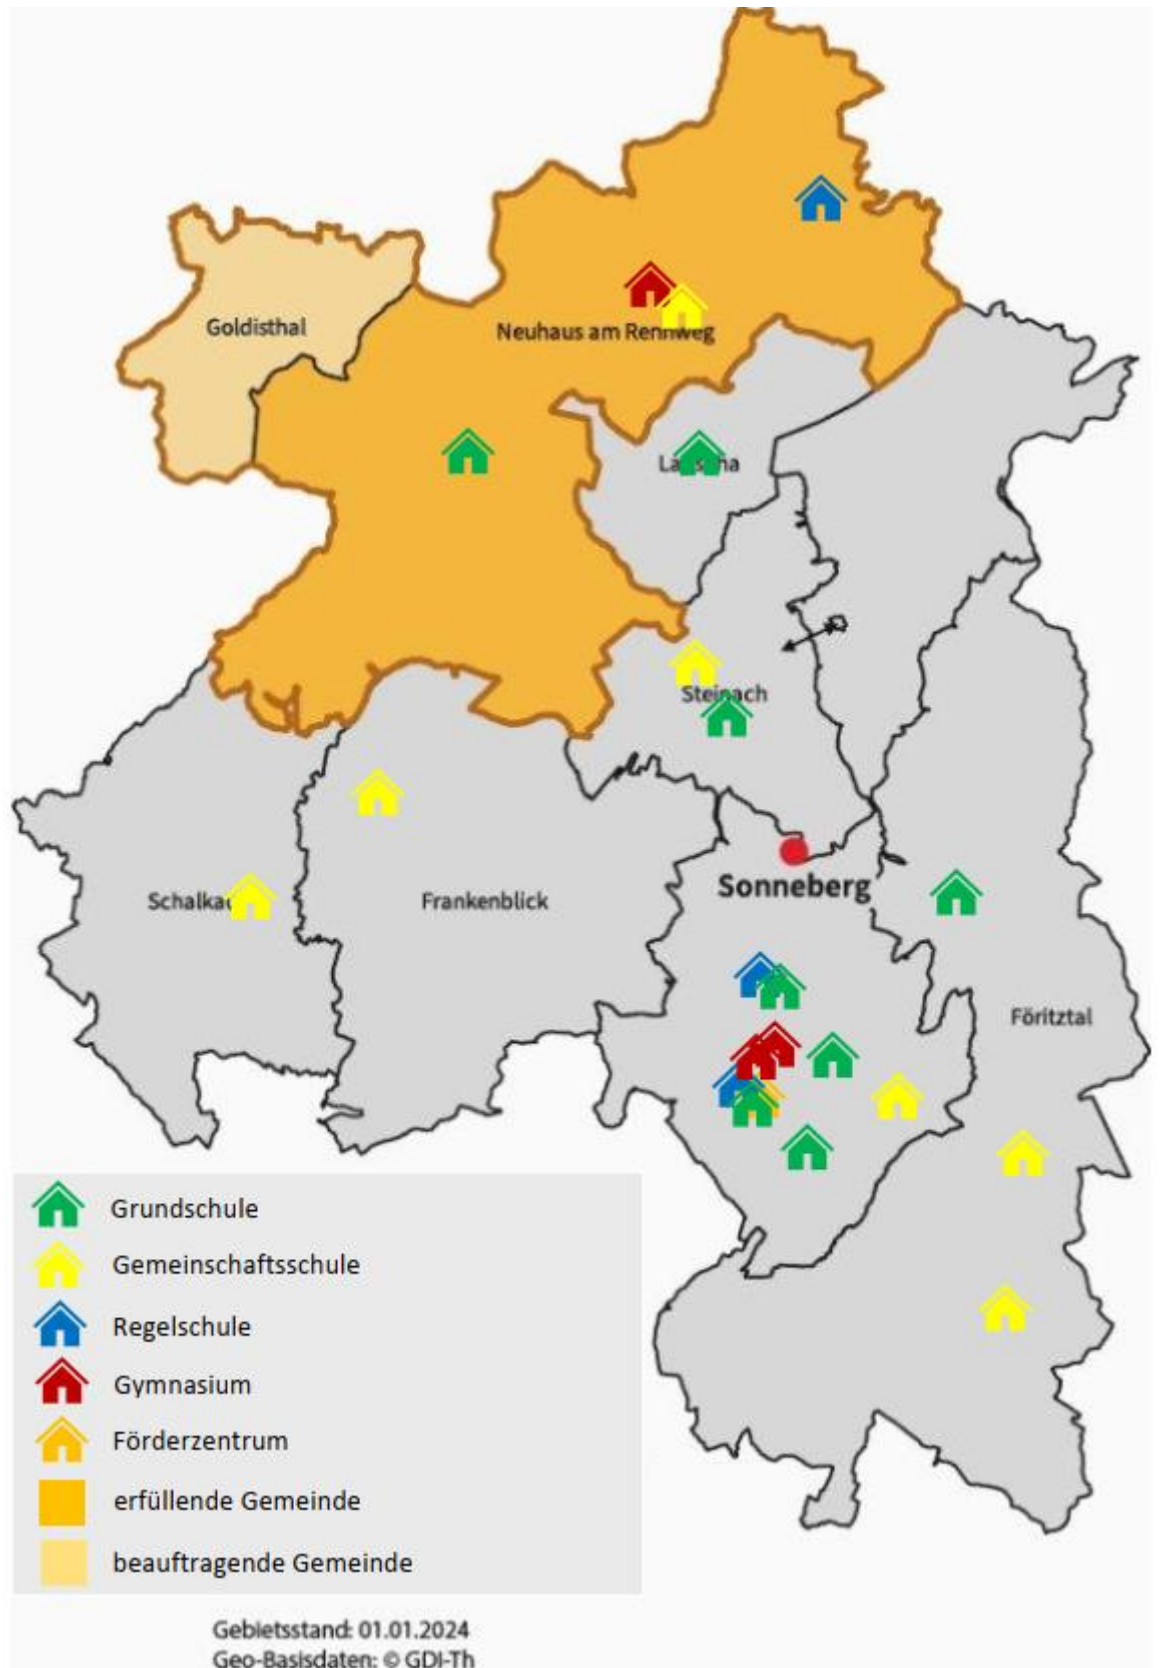 Goldisthal
Neuhaus am Rennweg
Steinach
Sonneberg
Schalkau
Frankenblick
Föritztal
Grundschule
Gemeinschaftsschule
Regelschule
Gymnasium
Förderzentrum
erfüllende Gemeinde
beauftragende Gemeinde
Gebietsstand: 01.01.2024
Geo-Basisdaten: © GDI-Th